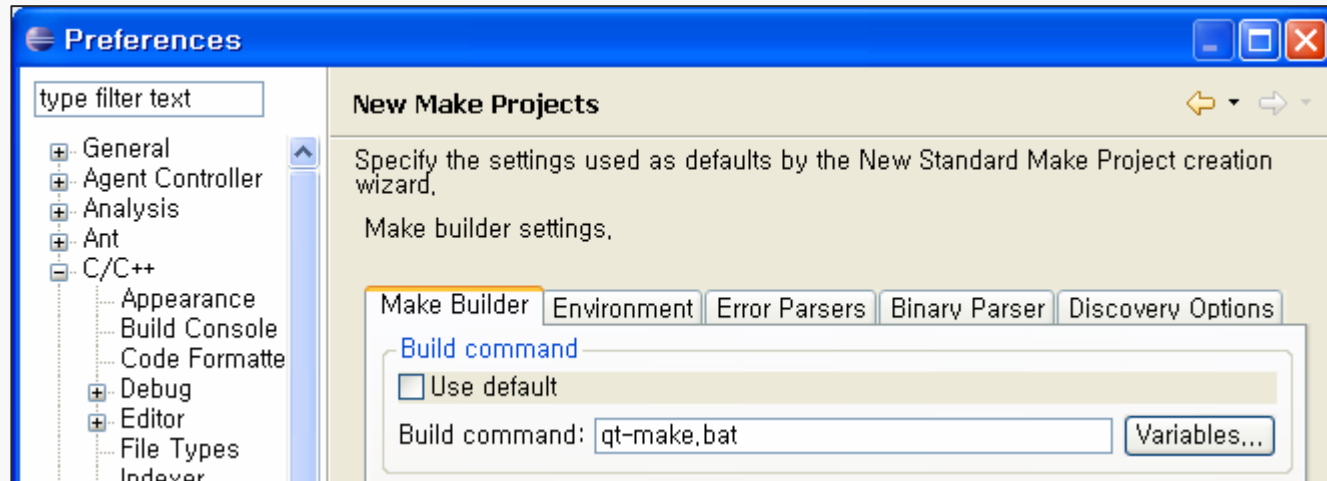 Preferences
type filter text
General
Agent Controller
Analysis
Ant
C/C++
Appearance
Build Console
Code Formatte
Debug
Editor
File Types
Indexer
New Make Projects
Specify the settings used as defaults by the New Standard Make Project creation
wizard.
Make builder settings.
Make Builder Environment Error Parsers Binary Parser Discovery Options
Build command
Use default
Build command: qt-make.bat Variables...